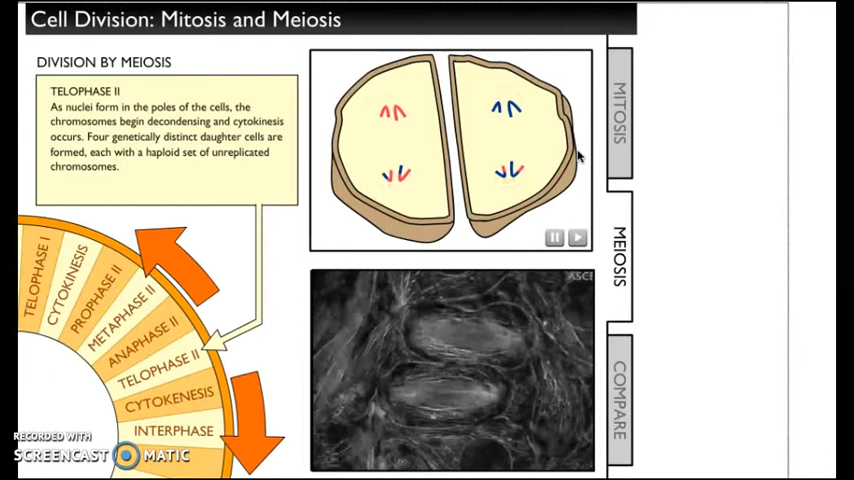 Cell Division: Mitosis and Meiosis
DIVISION BY MEIOSIS
TELOPHASE II
As nuclei form in the poles of the cells, the
chromosomes begin decondensing and cytokinesis
occurs. Four genetically distinct daughter cells are
formed, each with a haploid set of unreplicated
chromosomes.
TELOPHASE I
CYTOKINESIS
PROPHASE II
METAPHASE II
ANAPHASE II
TELOPHASE II
CYTOKENESIS
INTERPHASE
ASCB
MITOSIS
MEIOSIS
COMPARE
RECORDED WITH
SCREENCAST MATIC